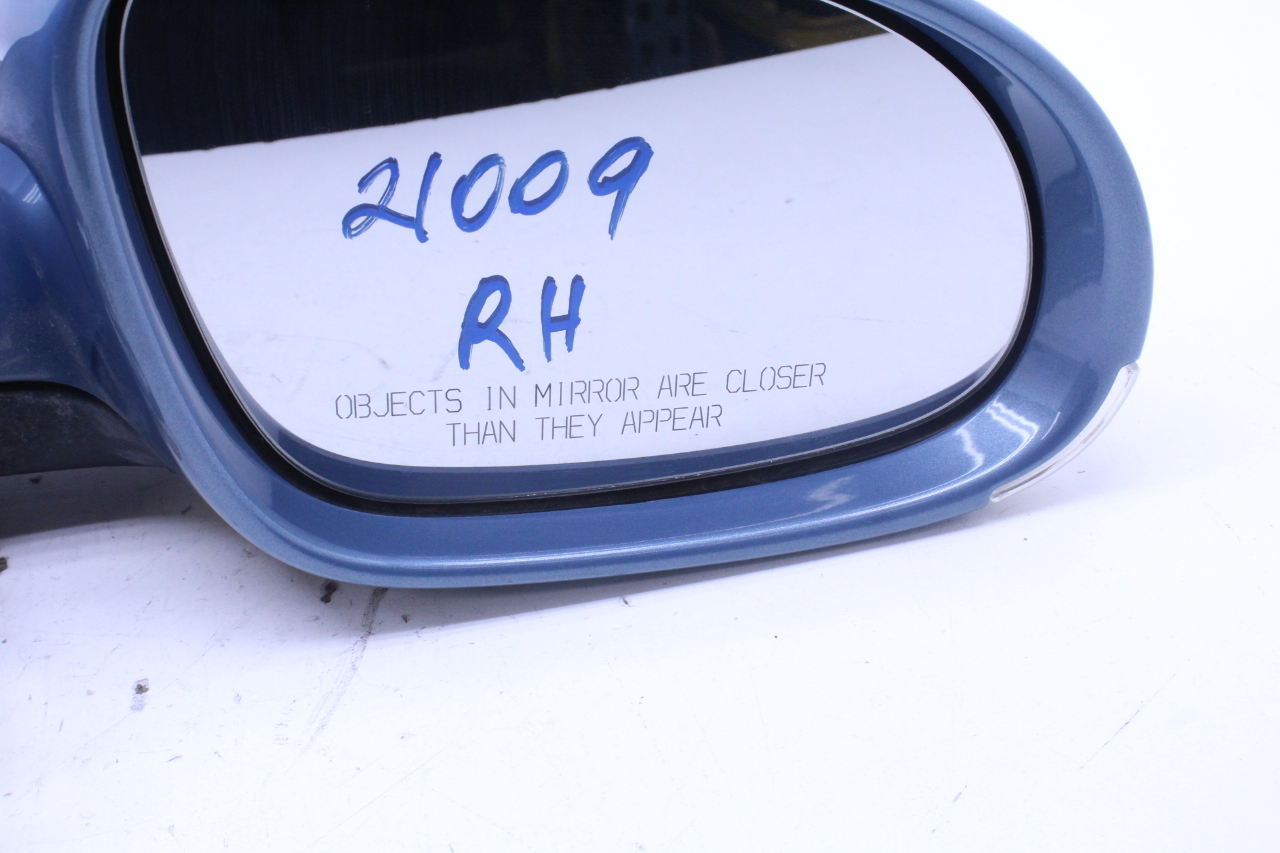 21009
RH
OBJECTS IN MIRROR ARE CLOSER
THAN THEY APPEAR